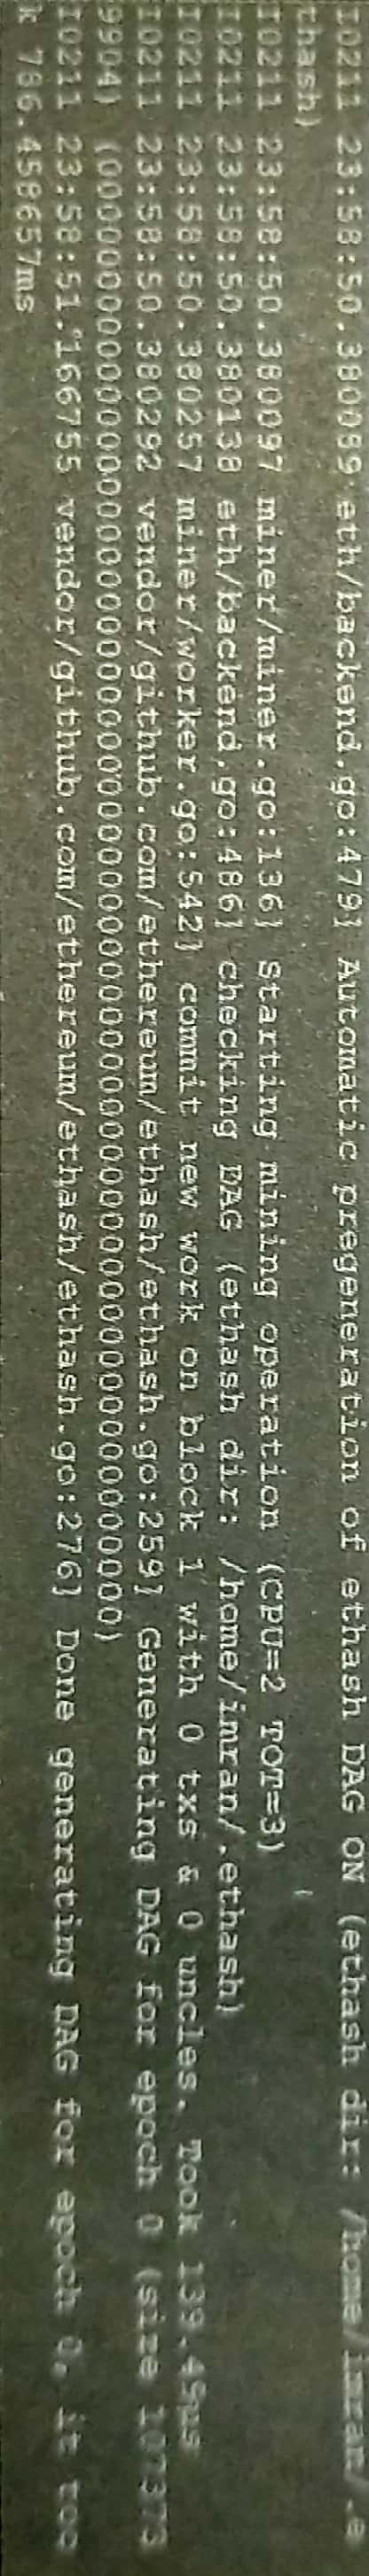 I0211 23:58:50.380089 eth/backend.go:479] Automatic pregeneration of ethash DAG ON (ethash dir: /home/imran/.e
thash)
I0211 23:58:50.380097 miner/miner.go:136] Starting mining operation (CPU=2 TOT=3)
I0211 23:58:50.380138 eth/backend.go:486] checking DAG (ethash dir: /home/imran/.ethash)
I0211 23:58:50.380257 miner/worker.go:542] commit new work on block 1 with 0 txs & 0 uncles. Took 139.49µs
I0211 23:58:50.380292 vendor/github.com/ethereum/ethash/ethash.go:259] Generating DAG for epoch 0 (size 107373
9904) (0000000000000000000000000000000000000000000000000000000000000000)
I0211 23:58:51.166755 vendor/github.com/ethereum/ethash/ethash.go:276] Done generating DAG for epoch 0, it too
k 786.458657ms